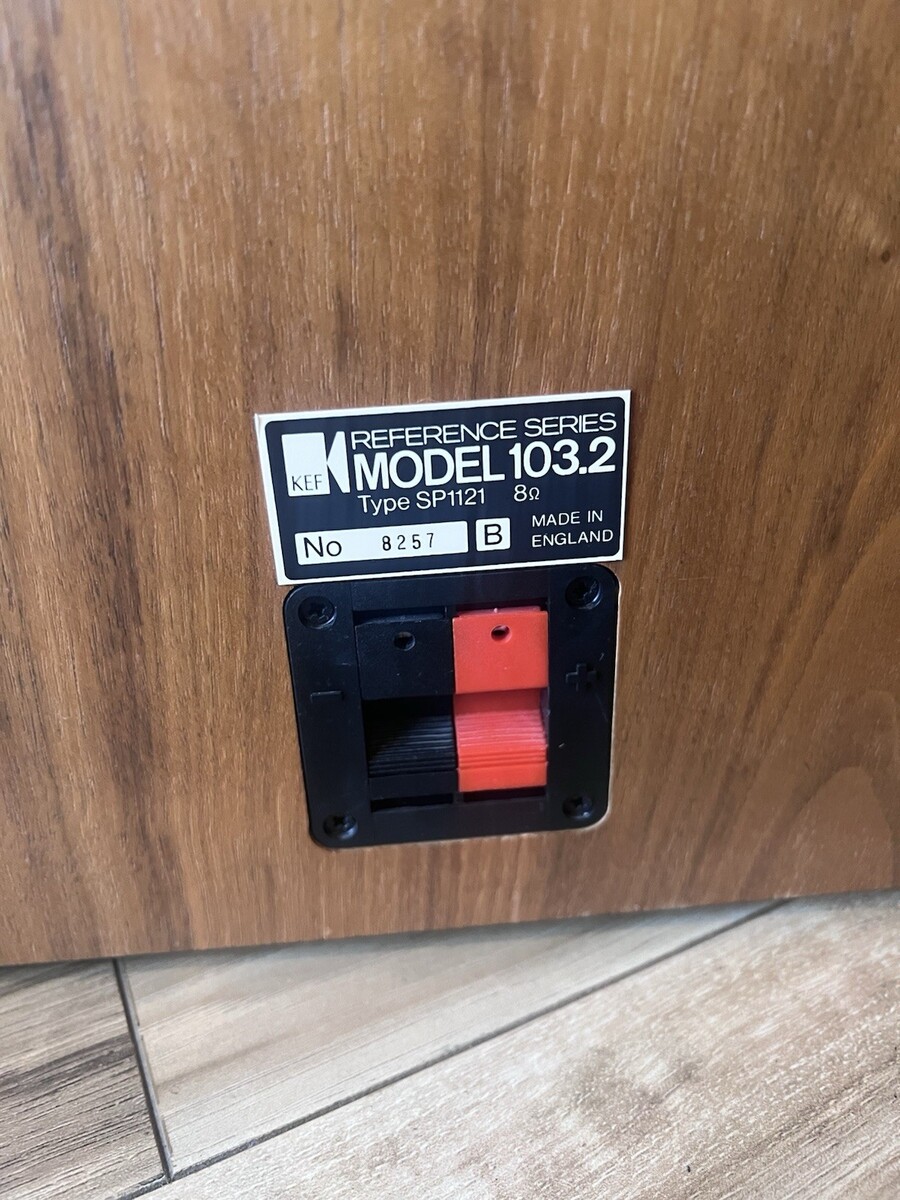 REFERENCE SERIES
KEF MODEL 103.2
Type SP1121 8Ω
No 8257 B MADE IN
ENGLAND
− +